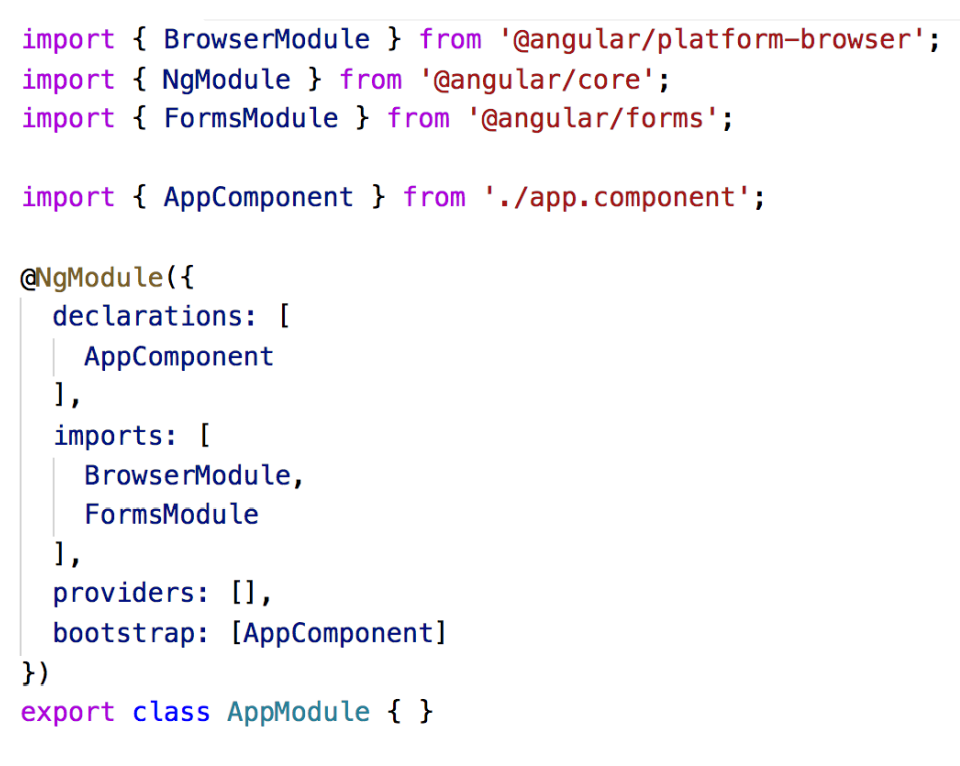 import { BrowserModule } from '@angular/platform-browser';
import { NgModule } from '@angular/core';
import { FormsModule } from '@angular/forms';

import { AppComponent } from './app.component';

@NgModule({
  declarations: [
    AppComponent
  ],
  imports: [
    BrowserModule,
    FormsModule
  ],
  providers: [],
  bootstrap: [AppComponent]
})
export class AppModule { }